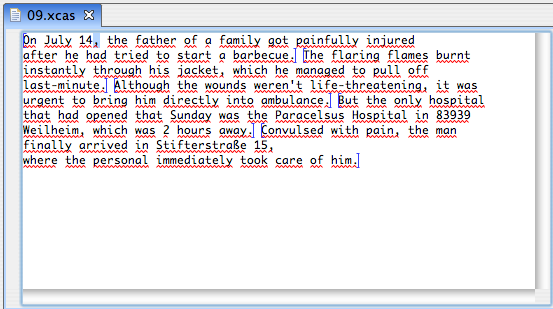 09.xcas
On July 14, the father of a family got painfully injured
after he had tried to start a barbecue. The flaring flames burnt
instantly through his jacket, which he managed to pull off
last-minute. Although the wounds weren't life-threatening, it was
urgent to bring him directly into ambulance. But the only hospital
that had opened that Sunday was the Paracelsus Hospital in 83939
Weilheim, which was 2 hours away. Convulsed with pain, the man
finally arrived in Stifterstraße 15,
where the personal immediately took care of him.